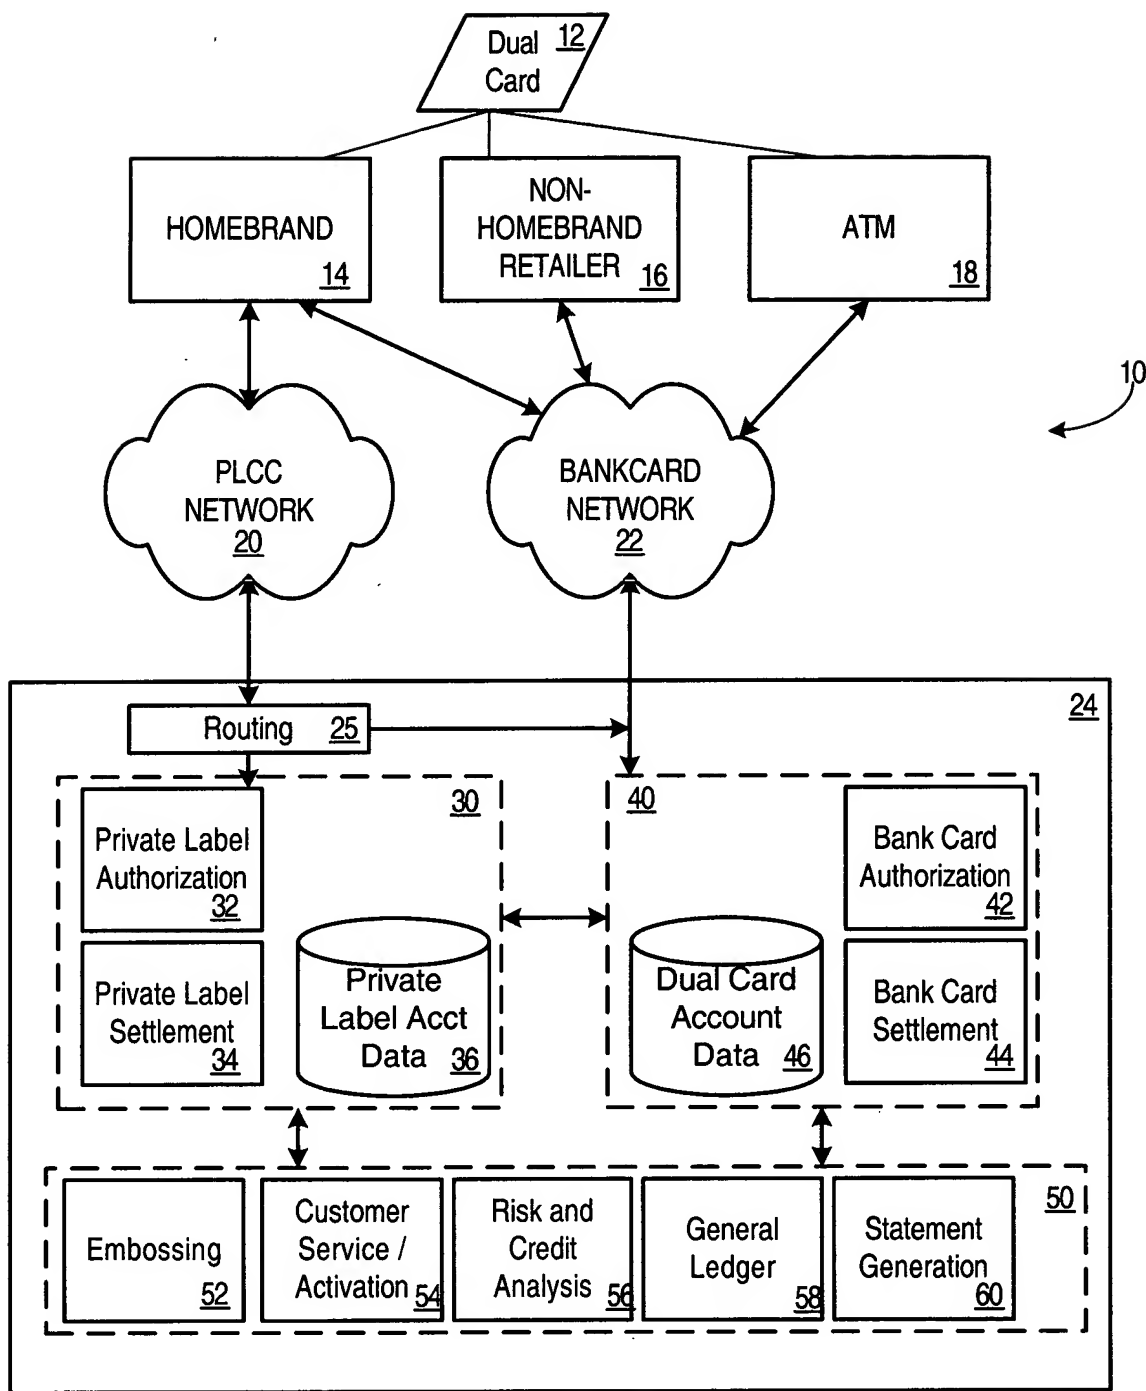 Dual 12
Card
HOMEBRAND
14
NON-
HOMEBRAND
RETAILER
16
ATM
18
10
PLCC
NETWORK
20
BANKCARD
NETWORK
22
24
Routing 25
30
Private Label
Authorization
32
Private Label
Settlement
34
Private
Label Acct
Data 36
40
Dual Card
Account
Data 46
Bank Card
Authorization
42
Bank Card
Settlement
44
50
Embossing
52
Customer
Service /
Activation 54
Risk and
Credit
Analysis 56
General
Ledger
58
Statement
Generation
60